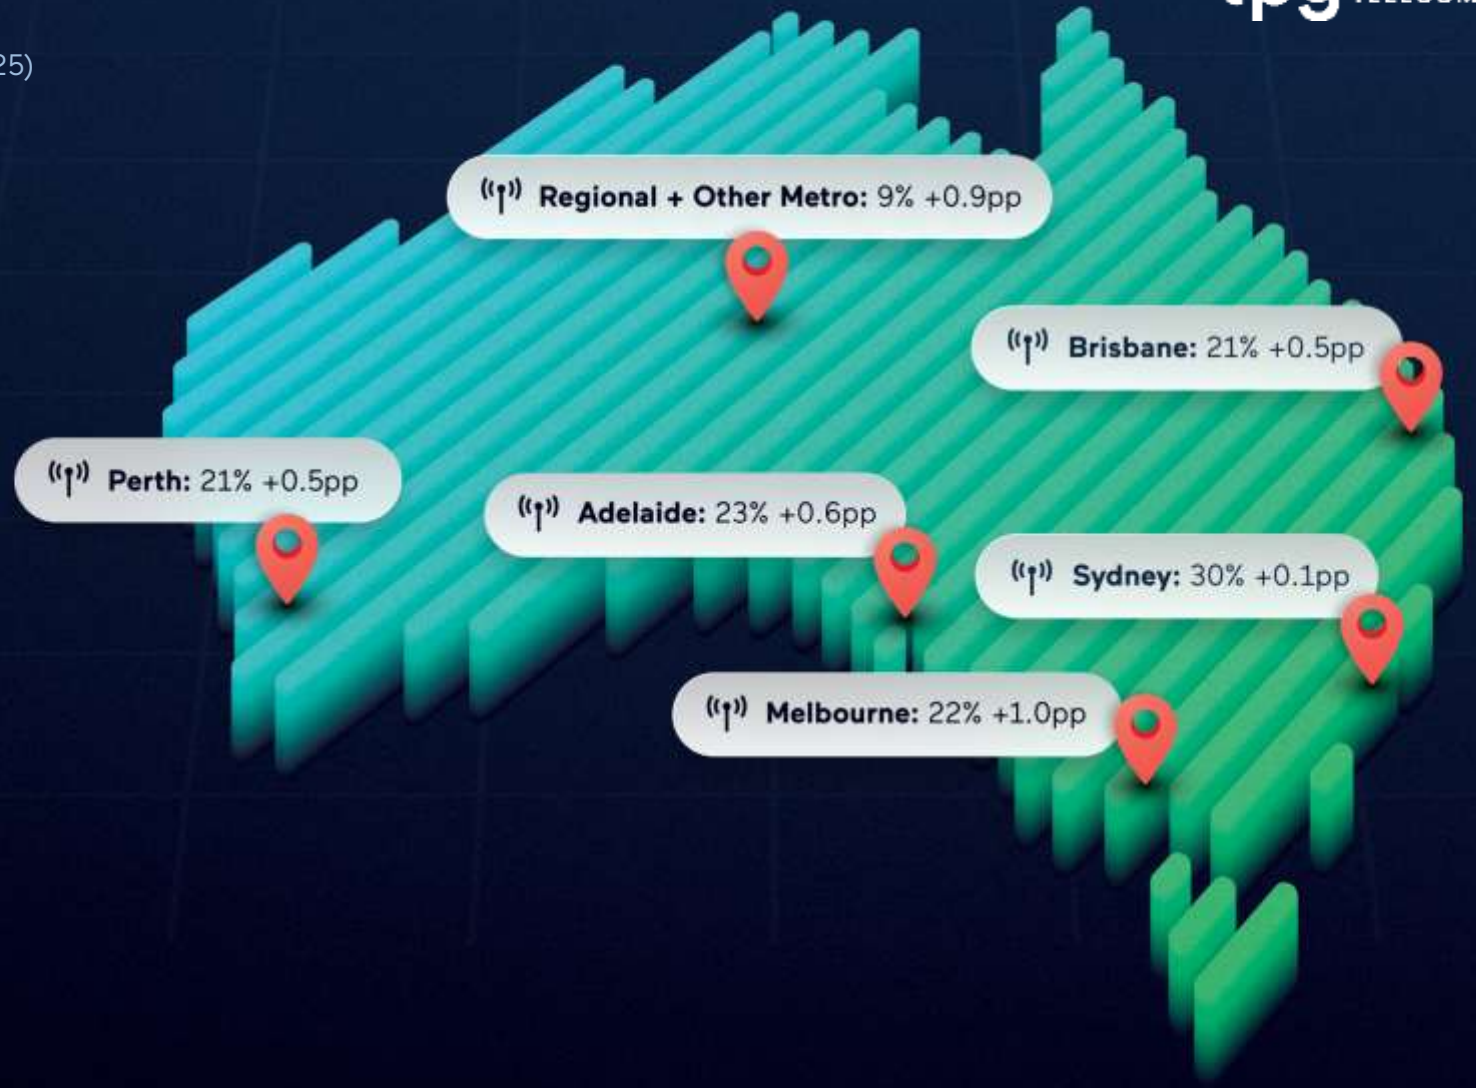 25)
Regional + Other Metro: 9% +0.9pp
Brisbane: 21% +0.5pp
Perth: 21% +0.5pp
Adelaide: 23% +0.6pp
Sydney: 30% +0.1pp
Melbourne: 22% +1.0pp